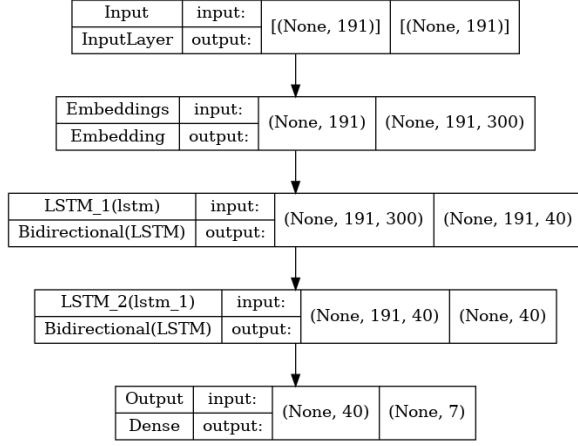 Input input: [(None, 191)] [(None, 191)]
InputLayer output:
Embeddings input: (None, 191) (None, 191, 300)
Embedding output:
LSTM_1(lstm) input: (None, 191, 300) (None, 191, 40)
Bidirectional(LSTM) output:
LSTM_2(lstm_1) input: (None, 191, 40) (None, 40)
Bidirectional(LSTM) output:
Output input: (None, 40) (None, 7)
Dense output: